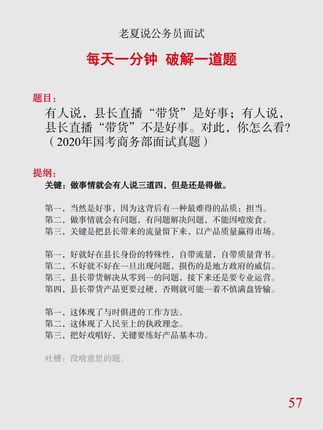 老夏说公务员面试
每天一分钟 破解一道题
题目：
有人说，县长直播“带货”是好事；有人说，
县长直播“带货”不是好事。对此，你怎么看？
（2020年国考商务部面试真题）
提纲：
关键：做事情就会有人说三道四，但是还是得做。
第一，当然是好事，因为这背后有一种最难得的品质：担当。
第二，做事情就会有问题，有问题解决问题，不能因噎废食。
第三，关键是把县长带来的流量留下来，以产品质量赢得市场。
第一，好就好在县长身份的特殊性，自带流量，自带质量背书。
第二，不好就不好在一旦出现问题，损伤的是地方政府的威信。
第三，县长带货解决从零到一的问题，接下来还是要专业运营。
第四，县长带货产品更要过硬，否则就可能一着不慎满盘皆输。
第一，这体现了与时俱进的工作方法。
第二，这体现了人民至上的执政理念。
第三，把好戏唱好，关键要练好产品基本功。
吐槽：没啥意思的题。
57